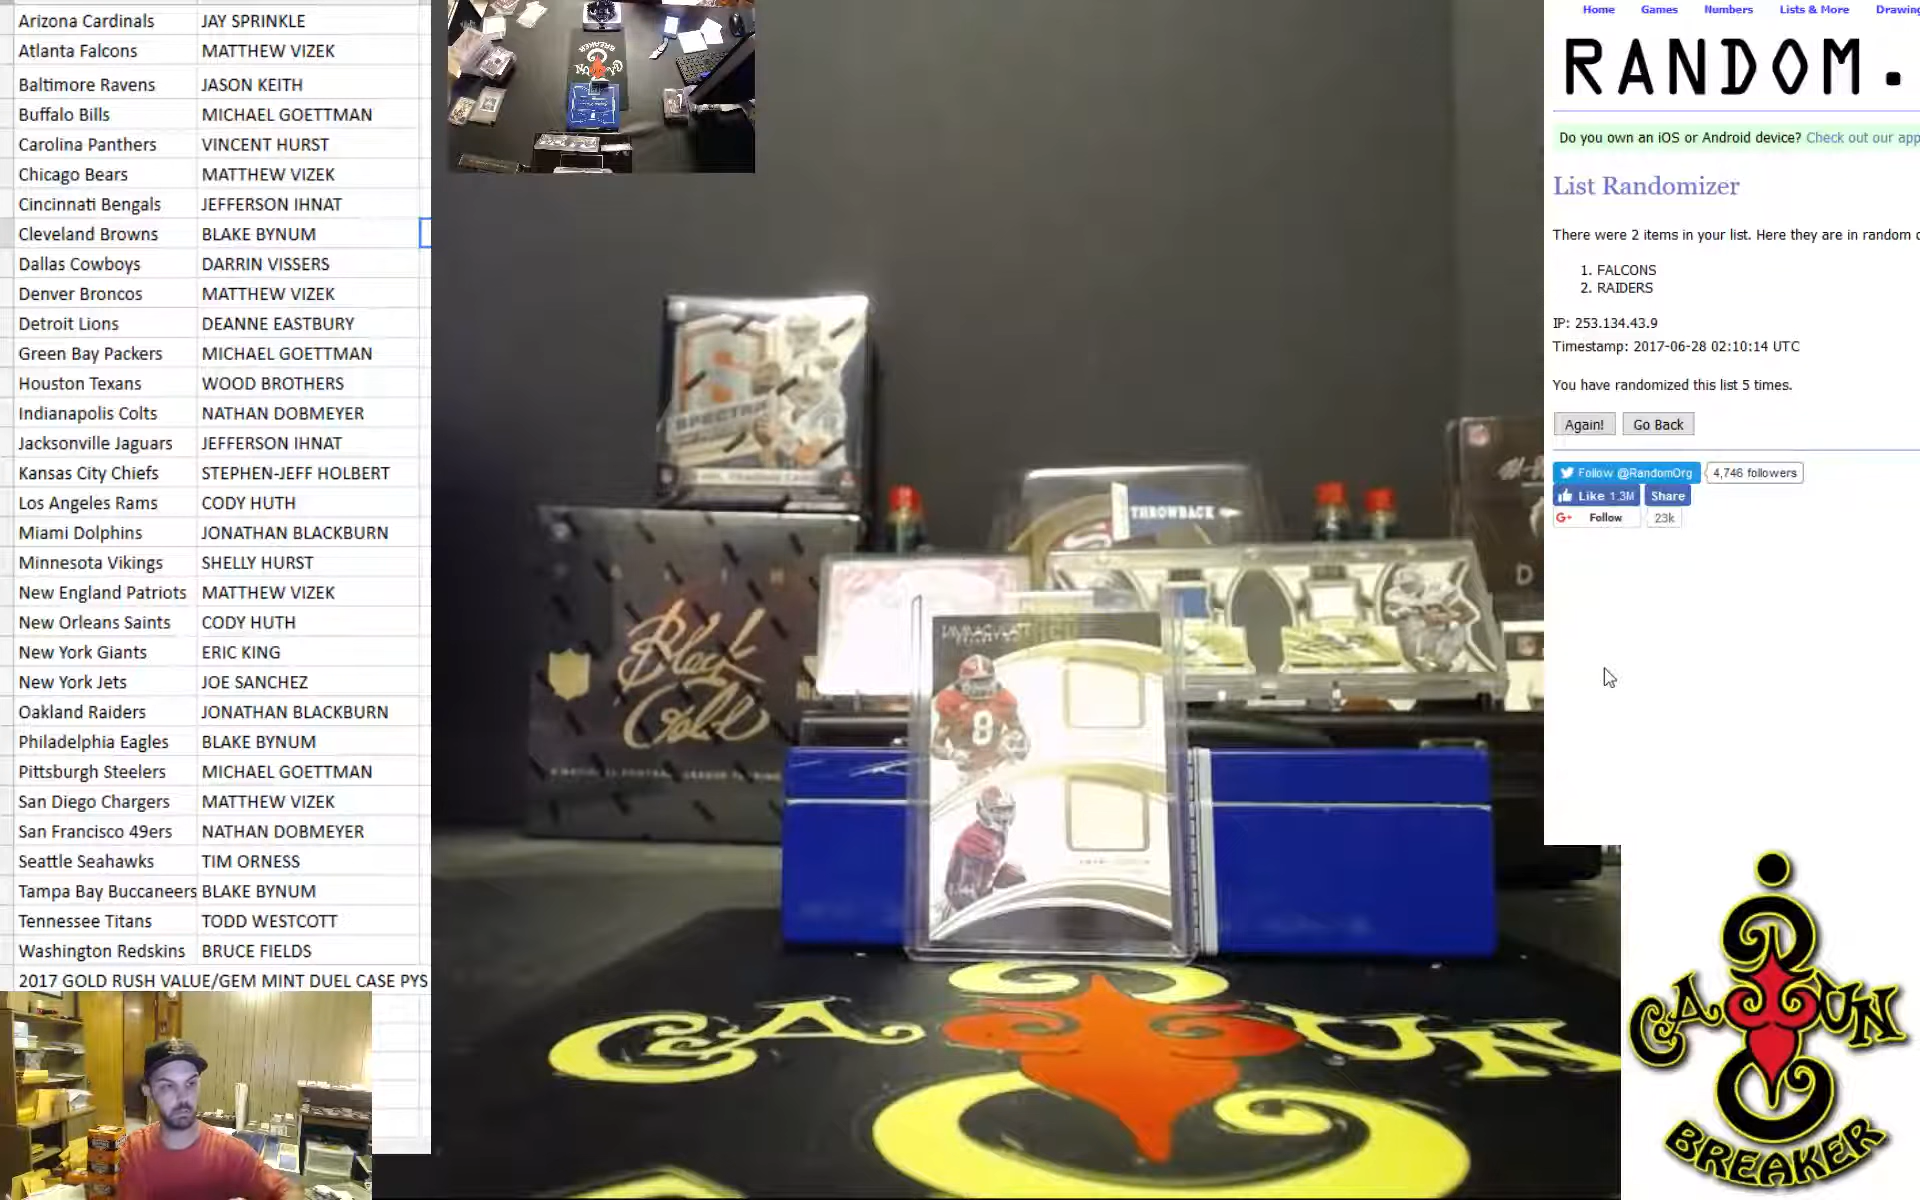 Arizona Cardinals JAY SPRINKLE
Atlanta Falcons MATTHEW VIZEK
Baltimore Ravens JASON KEITH
Buffalo Bills MICHAEL GOETTMAN
Carolina Panthers VINCENT HURST
Chicago Bears MATTHEW VIZEK
Cincinnati Bengals JEFFERSON IHNAT
Cleveland Browns BLAKE BYNUM
Dallas Cowboys DARRIN VISSERS
Denver Broncos MATTHEW VIZEK
Detroit Lions DEANNE EASTBURY
Green Bay Packers MICHAEL GOETTMAN
Houston Texans WOOD BROTHERS
Indianapolis Colts NATHAN DOBMEYER
Jacksonville Jaguars JEFFERSON IHNAT
Kansas City Chiefs STEPHEN-JEFF HOLBERT
Los Angeles Rams CODY HUTH
Miami Dolphins JONATHAN BLACKBURN
Minnesota Vikings SHELLY HURST
New England Patriots MATTHEW VIZEK
New Orleans Saints CODY HUTH
New York Giants ERIC KING
New York Jets JOE SANCHEZ
Oakland Raiders JONATHAN BLACKBURN
Philadelphia Eagles BLAKE BYNUM
Pittsburgh Steelers MICHAEL GOETTMAN
San Diego Chargers MATTHEW VIZEK
San Francisco 49ers NATHAN DOBMEYER
Seattle Seahawks TIM ORNESS
Tampa Bay Buccaneers BLAKE BYNUM
Tennessee Titans TODD WESTCOTT
Washington Redskins BRUCE FIELDS
2017 GOLD RUSH VALUE/GEM MINT DUEL CASE PYS
BREAKER
SPECTRA
THROWBACK
Black
Gold
IMMACULATE
8
CAJUN
Home Games Numbers Lists & More Drawing
RANDOM.
Do you own an iOS or Android device? Check out our app
List Randomizer
There were 2 items in your list. Here they are in random o
1. FALCONS
2. RAIDERS
IP: 253.134.43.9
Timestamp: 2017-06-28 02:10:14 UTC
You have randomized this list 5 times.
Again! Go Back
Follow @RandomOrg 4,746 followers
Like 1.3M Share
G+ Follow 23k
CAJUN
BREAKER